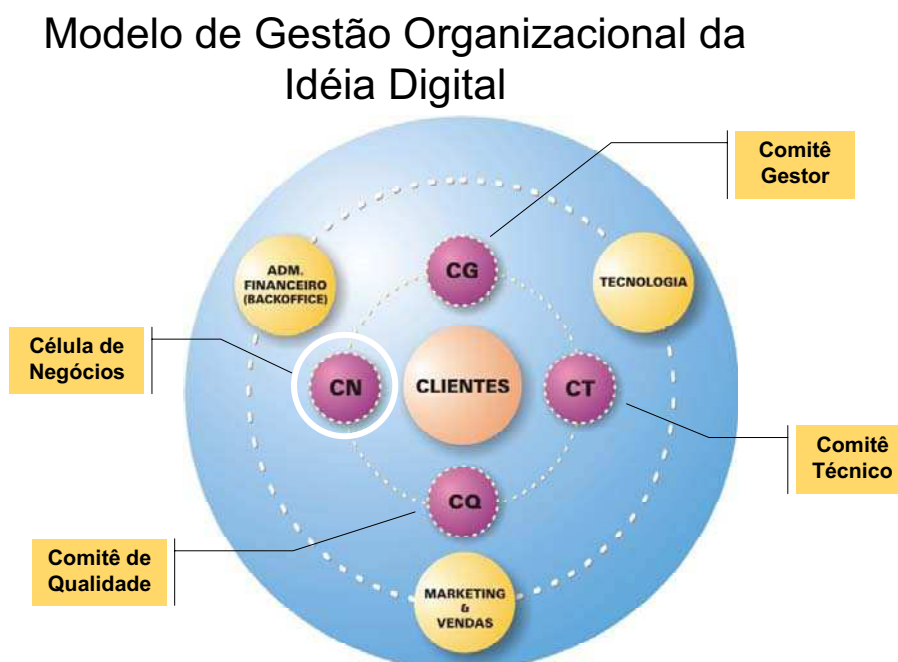 Modelo de Gestão Organizacional da
Idéia Digital
Comitê
Gestor
CG
ADM.
FINANCEIRO
(BACKOFFICE)
TECNOLOGIA
Célula de
Negócios
CN
CLIENTES
CT
Comitê
Técnico
CQ
Comitê de
Qualidade
MARKETING
&
VENDAS